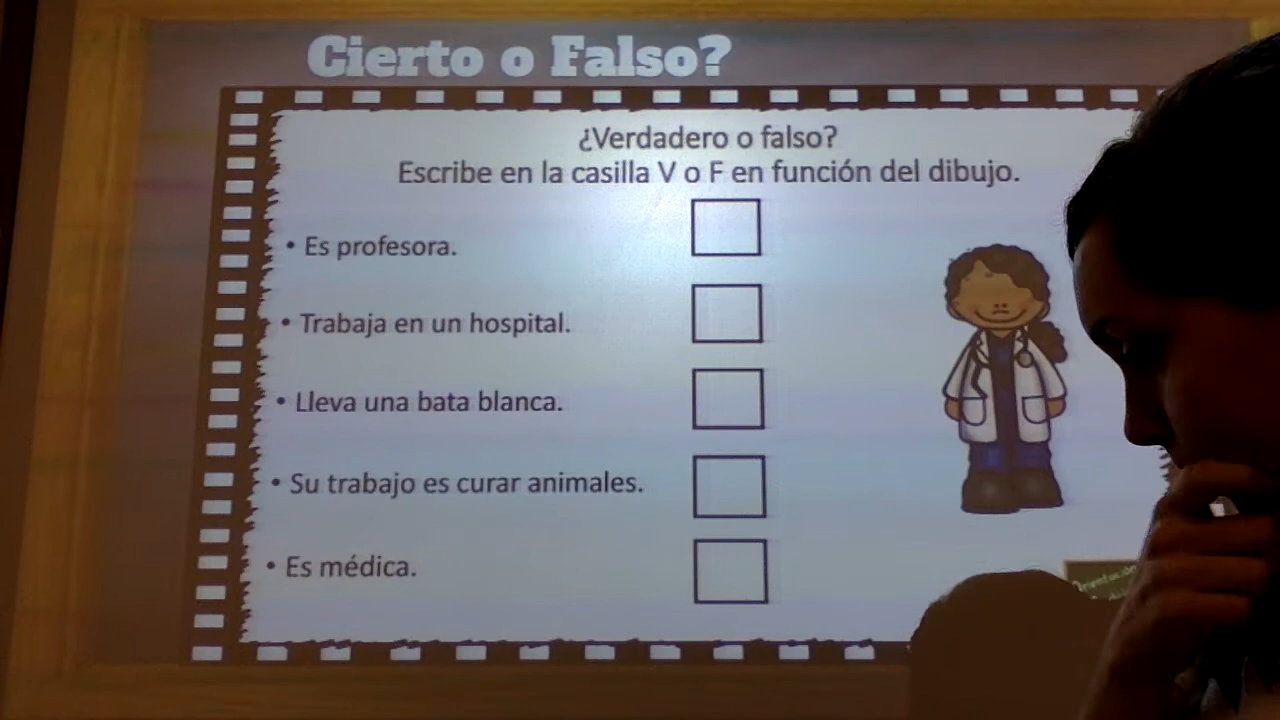 Cierto o Falso?
¿Verdadero o falso?
Escribe en la casilla V o F en función del dibujo.
• Es profesora.
• Trabaja en un hospital.
• Lleva una bata blanca.
• Su trabajo es curar animales.
• Es médica.
Orientación